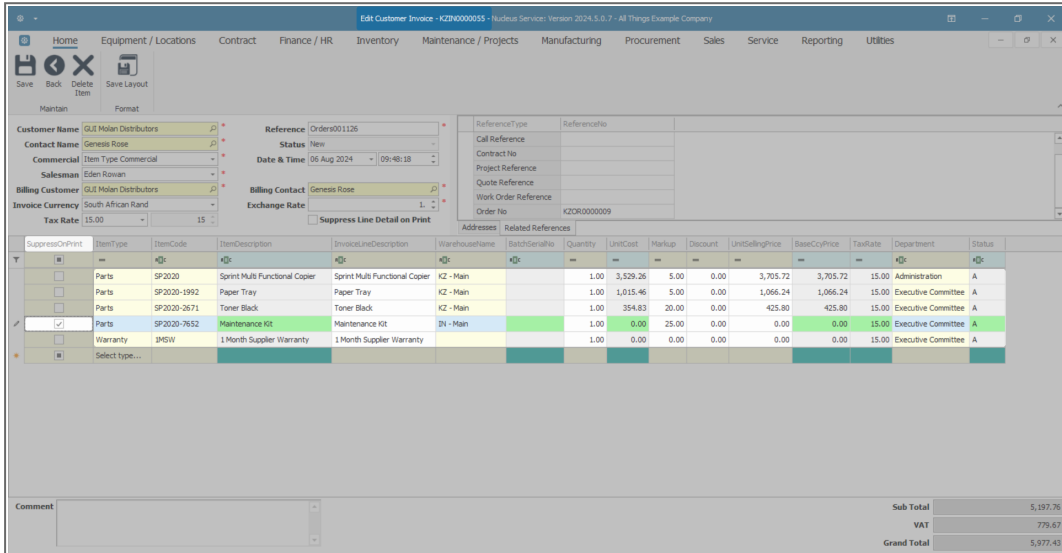 Edit Customer Invoice - KZIN0000055 - Nucleus Service: Version 2024.5.0.7 - All Things Example Company
Home Equipment / Locations Contract Finance / HR Inventory Maintenance / Projects Manufacturing Procurement Sales Service Reporting Utilities
Save Back Delete Item Save Layout
Maintain Format
Customer Name GUI Molan Distributors * Reference Orders001126 *
Contact Name Genesis Rose * Status New
Commercial Item Type Commercial * Date & Time 06 Aug 2024 09:48:18
Salesman Eden Rowan *
Billing Customer GUI Molan Distributors * Billing Contact Genesis Rose *
Invoice Currency South African Rand Exchange Rate 1.
Tax Rate 15.00 15 Suppress Line Detail on Print
ReferenceType ReferenceNo
Call Reference
Contract No
Project Reference
Quote Reference
Work Order Reference
Order No KZOR0000009
Addresses Related References
SuppressOnPrint ItemType ItemCode ItemDescription InvoiceLineDescription WarehouseName BatchSerialNo Quantity UnitCost Markup Discount UnitSellingPrice BaseCcyPrice TaxRate Department Status
Parts SP2020 Sprint Multi Functional Copier Sprint Multi Functional Copier KZ - Main 1.00 3,529.26 5.00 0.00 3,705.72 3,705.72 15.00 Administration A
Parts SP2020-1992 Paper Tray Paper Tray KZ - Main 1.00 1,015.46 5.00 0.00 1,066.24 1,066.24 15.00 Executive Committee A
Parts SP2020-2671 Toner Black Toner Black KZ - Main 1.00 354.83 20.00 0.00 425.80 425.80 15.00 Executive Committee A
Parts SP2020-7652 Maintenance Kit Maintenance Kit IN - Main 1.00 0.00 25.00 0.00 0.00 0.00 15.00 Executive Committee A
Warranty 1MSW 1 Month Supplier Warranty 1 Month Supplier Warranty 1.00 0.00 0.00 0.00 0.00 0.00 15.00 Executive Committee A
Select type...
Comment
Sub Total 5,197.76
VAT 779.67
Grand Total 5,977.43